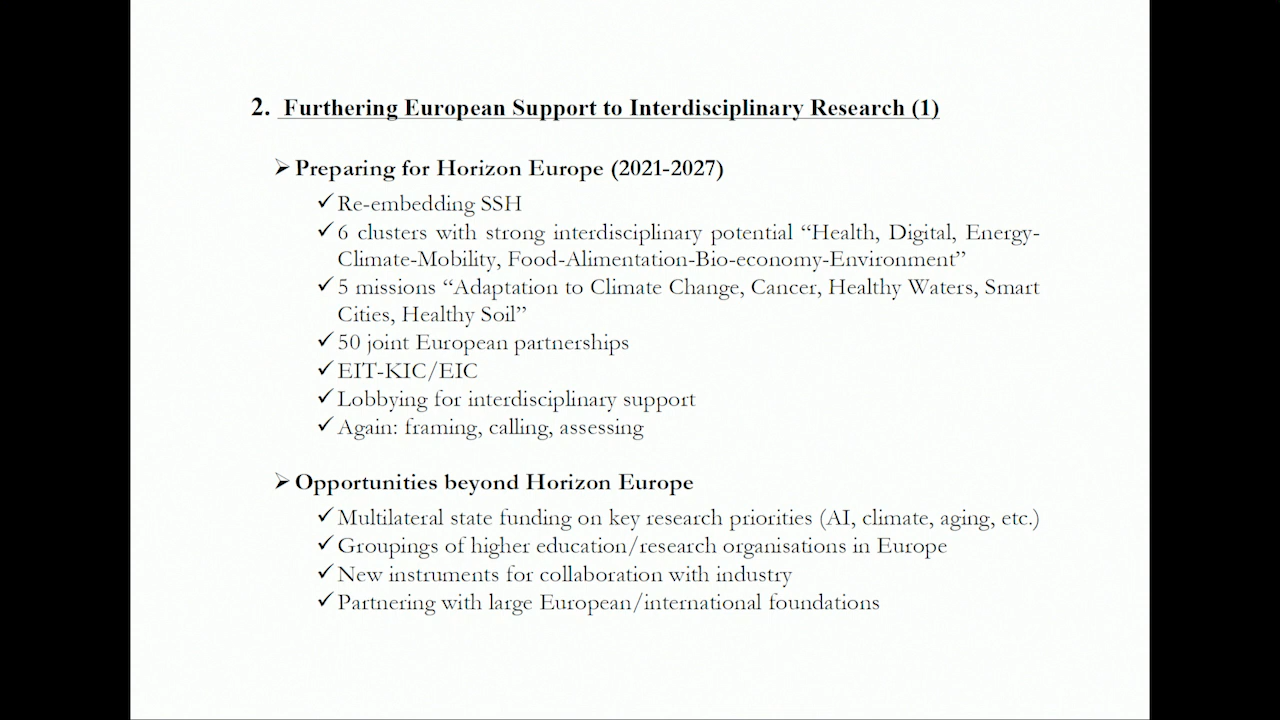 2. Furthering European Support to Interdisciplinary Research (1)
➢ Preparing for Horizon Europe (2021-2027)
✓ Re-embedding SSH
✓ 6 clusters with strong interdisciplinary potential “Health, Digital, Energy-
Climate-Mobility, Food-Alimentation-Bio-economy-Environment”
✓ 5 missions “Adaptation to Climate Change, Cancer, Healthy Waters, Smart
Cities, Healthy Soil”
✓ 50 joint European partnerships
✓ EIT-KIC/EIC
✓ Lobbying for interdisciplinary support
✓ Again: framing, calling, assessing
➢ Opportunities beyond Horizon Europe
✓ Multilateral state funding on key research priorities (AI, climate, aging, etc.)
✓ Groupings of higher education/research organisations in Europe
✓ New instruments for collaboration with industry
✓ Partnering with large European/international foundations